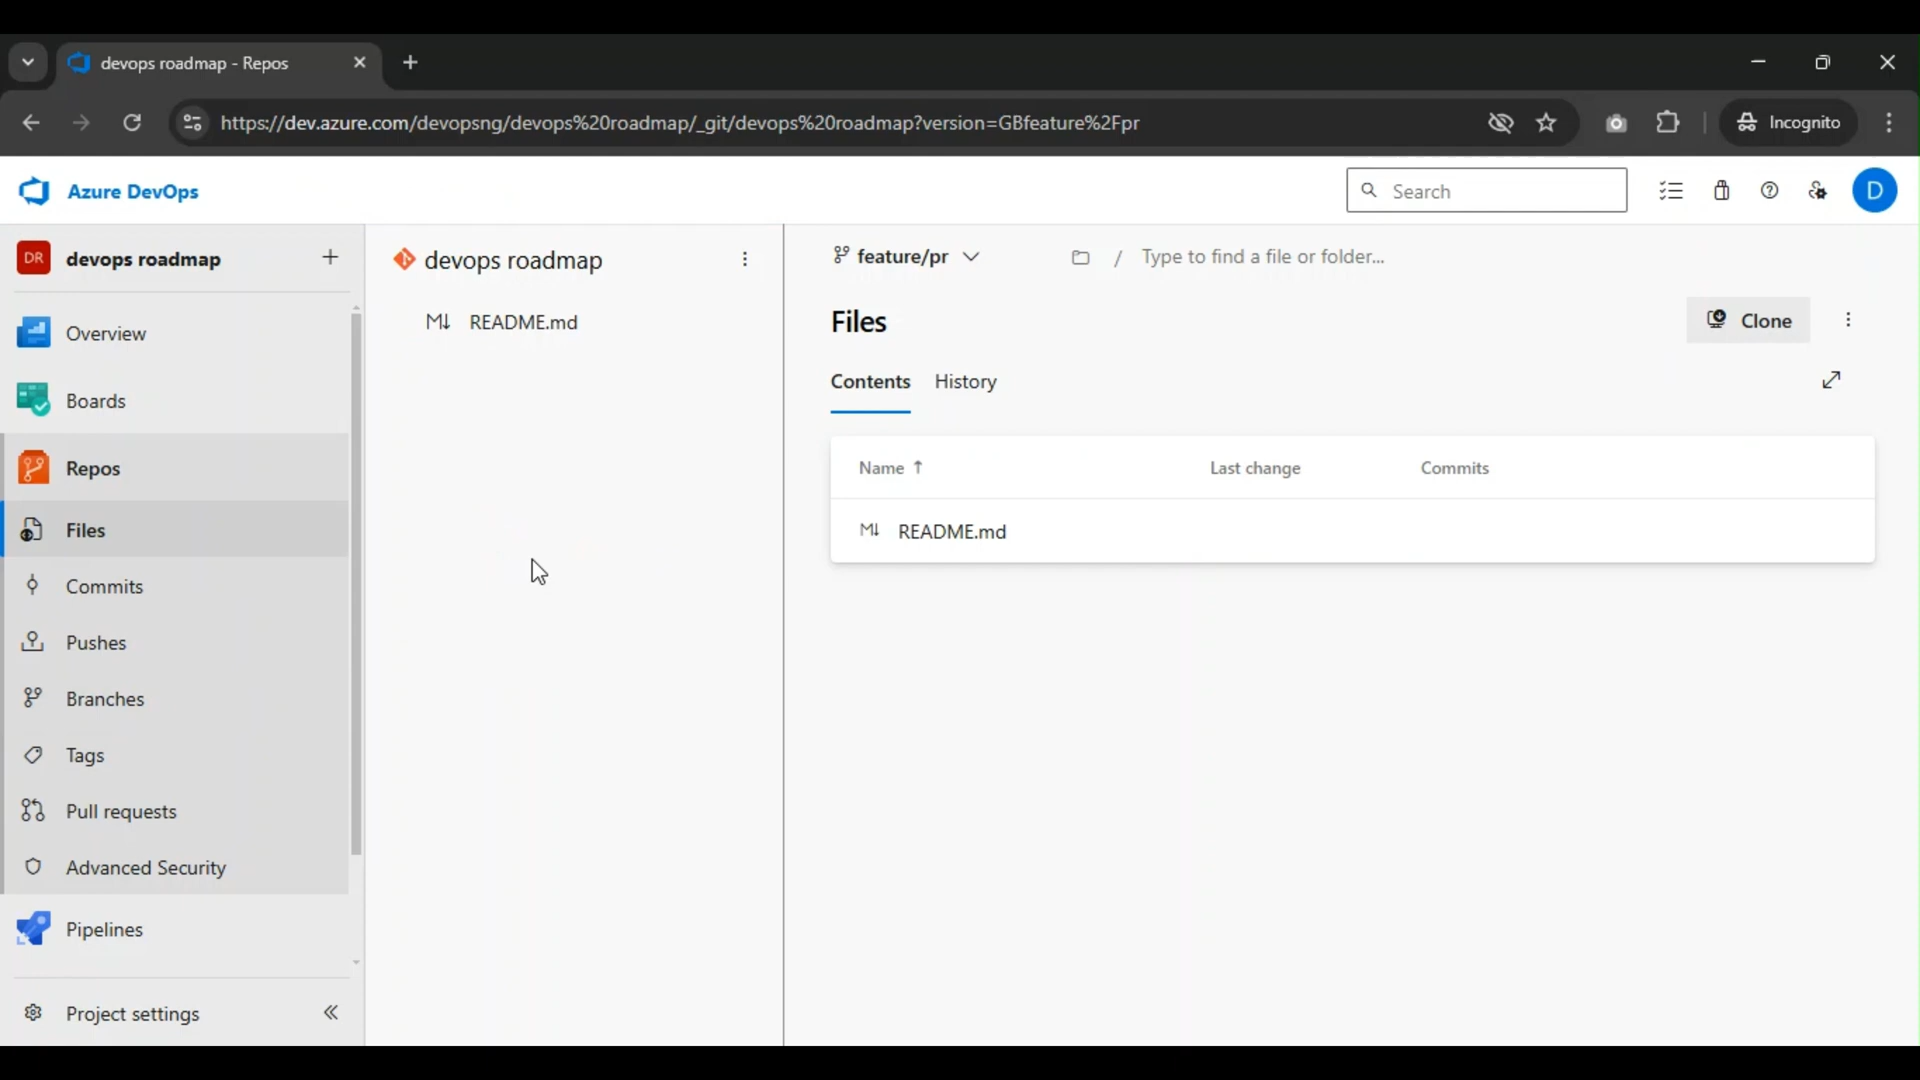 devops roadmap - Repos
https://dev.azure.com/devopsng/devops%20roadmap/_git/devops%20roadmap?version=GBfeature%2Fpr
Incognito
Azure DevOps
Search
D
DR
devops roadmap
Overview
Boards
Repos
Files
Commits
Pushes
Branches
Tags
Pull requests
Advanced Security
Pipelines
Project settings
devops roadmap
README.md
feature/pr
/ Type to find a file or folder...
Files
Clone
Contents History
Name Last change Commits
README.md